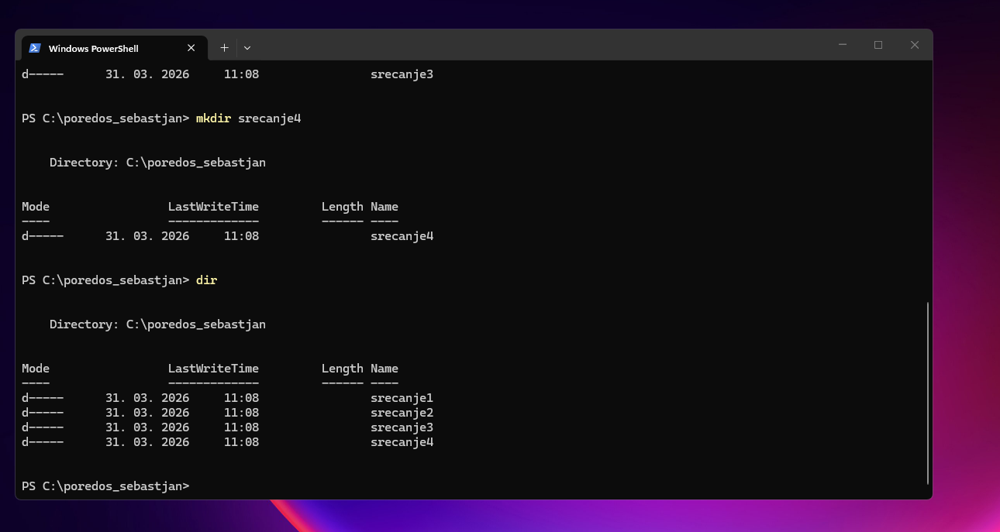 Windows PowerShell
d-----       31. 03. 2026     11:08                srecanje3
PS C:\poredos_sebastjan> mkdir srecanje4
    Directory: C:\poredos_sebastjan
Mode                 LastWriteTime         Length Name
----                 -------------         ------ ----
d-----       31. 03. 2026     11:08                srecanje4
PS C:\poredos_sebastjan> dir
    Directory: C:\poredos_sebastjan
Mode                 LastWriteTime         Length Name
----                 -------------         ------ ----
d-----       31. 03. 2026     11:08                srecanje1
d-----       31. 03. 2026     11:08                srecanje2
d-----       31. 03. 2026     11:08                srecanje3
d-----       31. 03. 2026     11:08                srecanje4
PS C:\poredos_sebastjan>